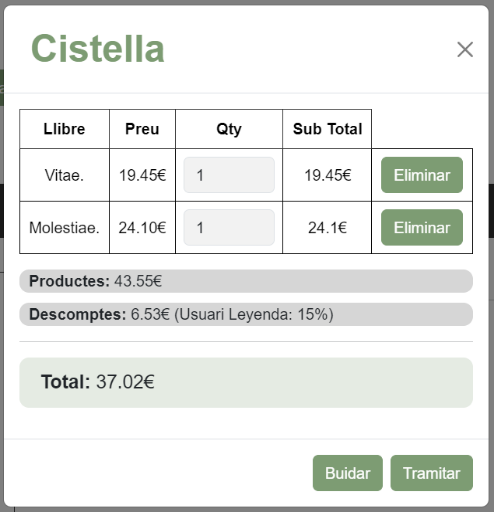 Cistella
Llibre Preu Qty Sub Total
Vitae. 19.45€ 1 19.45€ Eliminar
Molestiae. 24.10€ 1 24.1€ Eliminar
Productes: 43.55€
Descomptes: 6.53€ (Usuari Leyenda: 15%)
Total: 37.02€
Buidar Tramitar